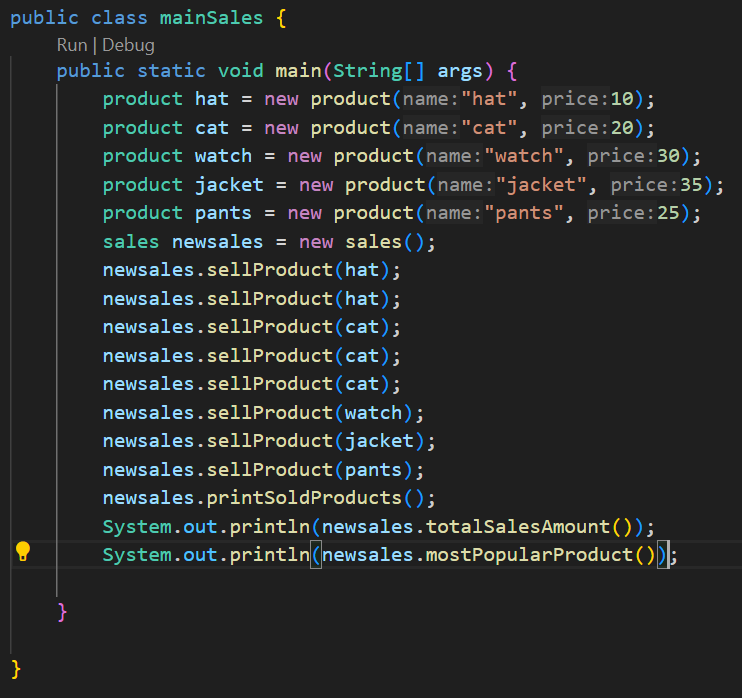 public class mainSales {
Run | Debug
public static void main(String[] args) {
product hat = new product(name:"hat", price:10);
product cat = new product(name:"cat", price:20);
product watch = new product(name:"watch", price:30);
product jacket = new product(name:"jacket", price:35);
product pants = new product(name:"pants", price:25);
sales newsales = new sales();
newsales.sellProduct(hat);
newsales.sellProduct(hat);
newsales.sellProduct(cat);
newsales.sellProduct(cat);
newsales.sellProduct(cat);
newsales.sellProduct(watch);
newsales.sellProduct(jacket);
newsales.sellProduct(pants);
newsales.printSoldProducts();
System.out.println(newsales.totalSalesAmount());
System.out.println(newsales.mostPopularProduct());
}
}